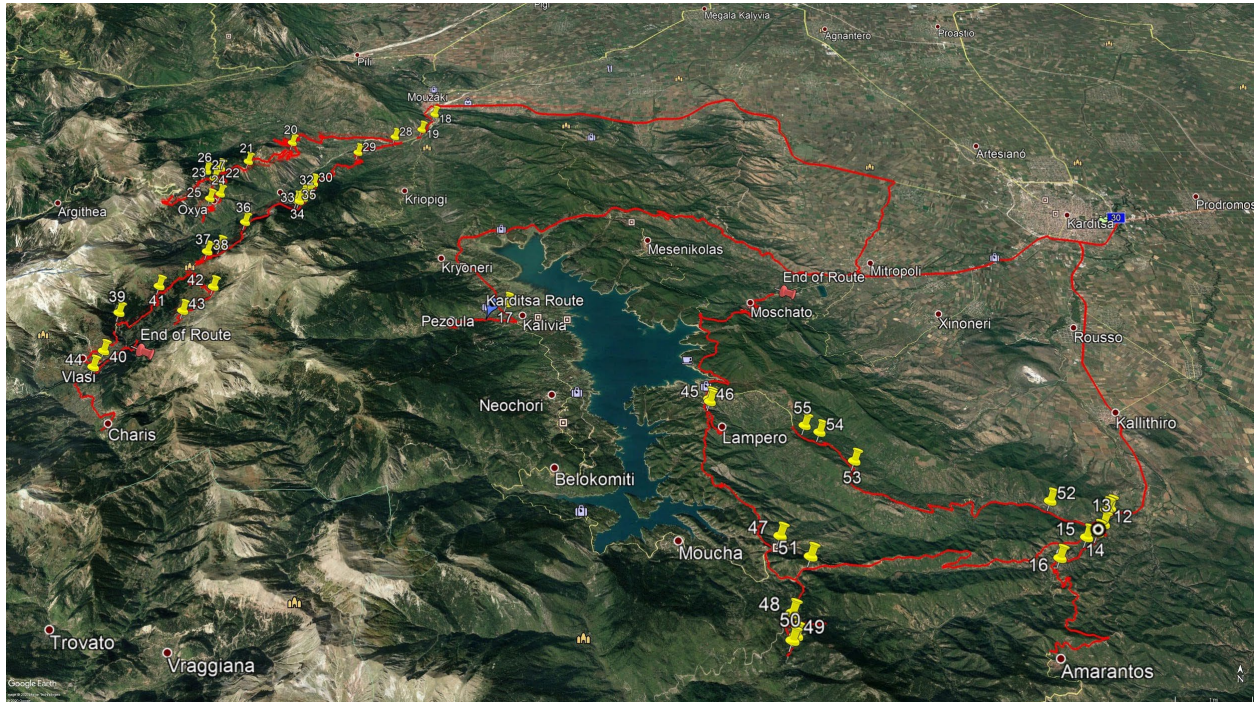 Pigi
Megala Kalyvia
Agnantero
Proastio
Pili
Mouzaki
18
19
20
28
29
21
26
27
23
22
24
25
Oxya
32
30
33
35
34
Argithea
Kriopigi
Artesiano
Prodromos
Karditsa
30
36
37
38
Kryoneri
Mesenikolas
Mitropoli
End of Route
Moschato
Karditsa Route
17
Pezoula
Kalivia
Xinoneri
Rousso
42
41
43
39
End of Route
40
44
Vlasi
Charis
Neochori
45
46
Lampero
55
54
53
Kallithiro
Belokomiti
52
13
12
15
14
16
47
51
Moucha
48
50
49
Trovato
Vraggiana
Amarantos
Google Earth
N